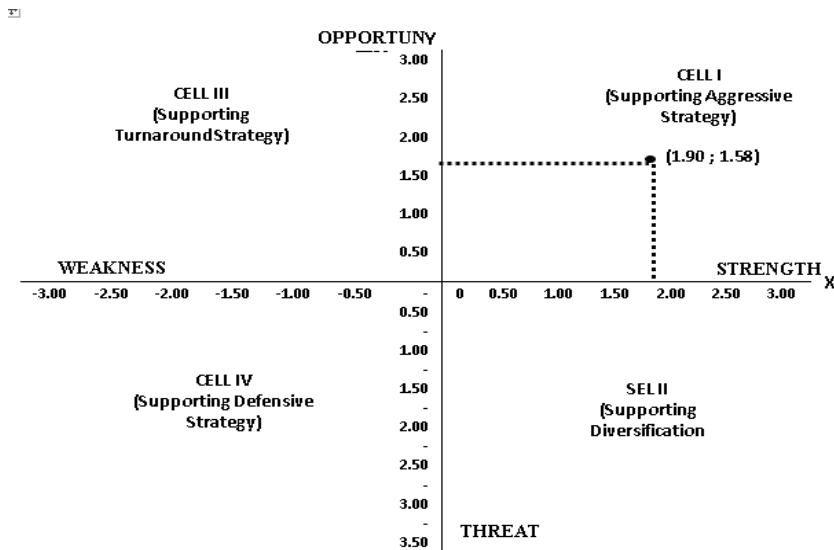 OPPORTUNY
3.00
CELL III
(Supporting
TurnaroundStrategy)
CELL I
(Supporting Aggressive
Strategy)
2.50
2.00
(1.90 ; 1.58)
1.50
1.00
0.50
WEAKNESS
STRENGTH X
-3.00 -2.50 -2.00 -1.50 -1.00 -0.50 - 0 0.50 1.00 1.50 2.00 2.50 3.00
0.50
-
1.00
-
CELL IV
(Supporting Defensive
Strategy)
1.50
-
SEL II
(Supporting
Diversification
2.00
-
2.50
-
3.00
-
THREAT
3.50